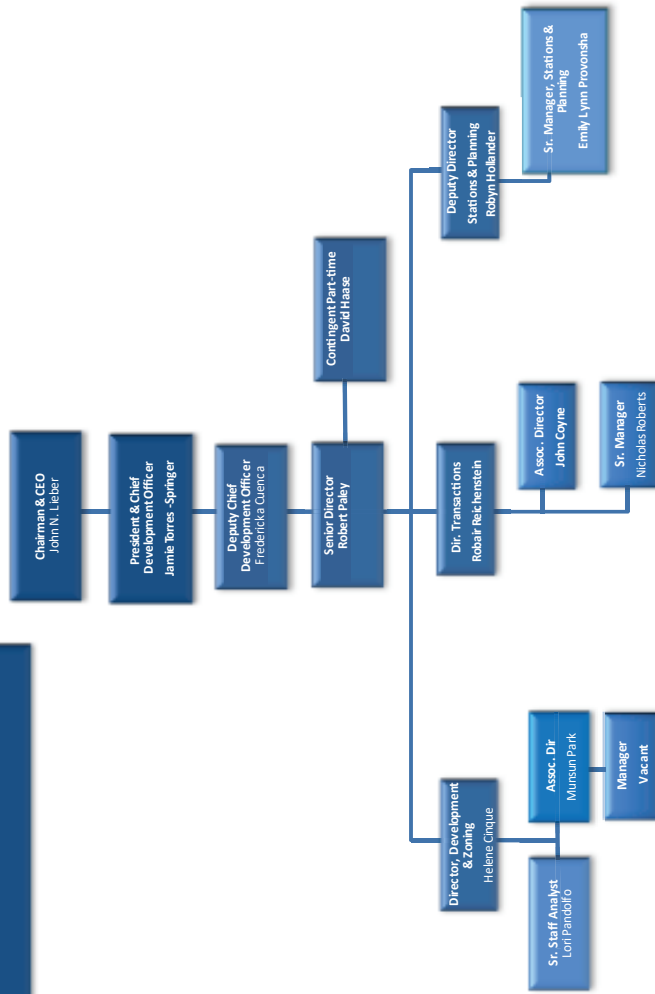 Chairman & CEO
John N. Lieber
President & Chief
Development Officer
Jamie Torres -Springer
Deputy Chief
Development Officer
Fredericka Cuenca
Senior Director
Robert Paley
Contingent Part-time
David Haase
Director, Development
& Zoning
Helene Cinque
Sr. Staff Analyst
Lori Pandolfo
Assoc. Dir
Munsun Park
Manager
Vacant
Dir. Transactions
Robair Reichenstein
Assoc. Director
John Coyne
Sr. Manager
Nicholas Roberts
Deputy Director
Stations & Planning
Robyn Hollander
Sr. Manager, Stations &
Planning
Emily Lynn Provonsha